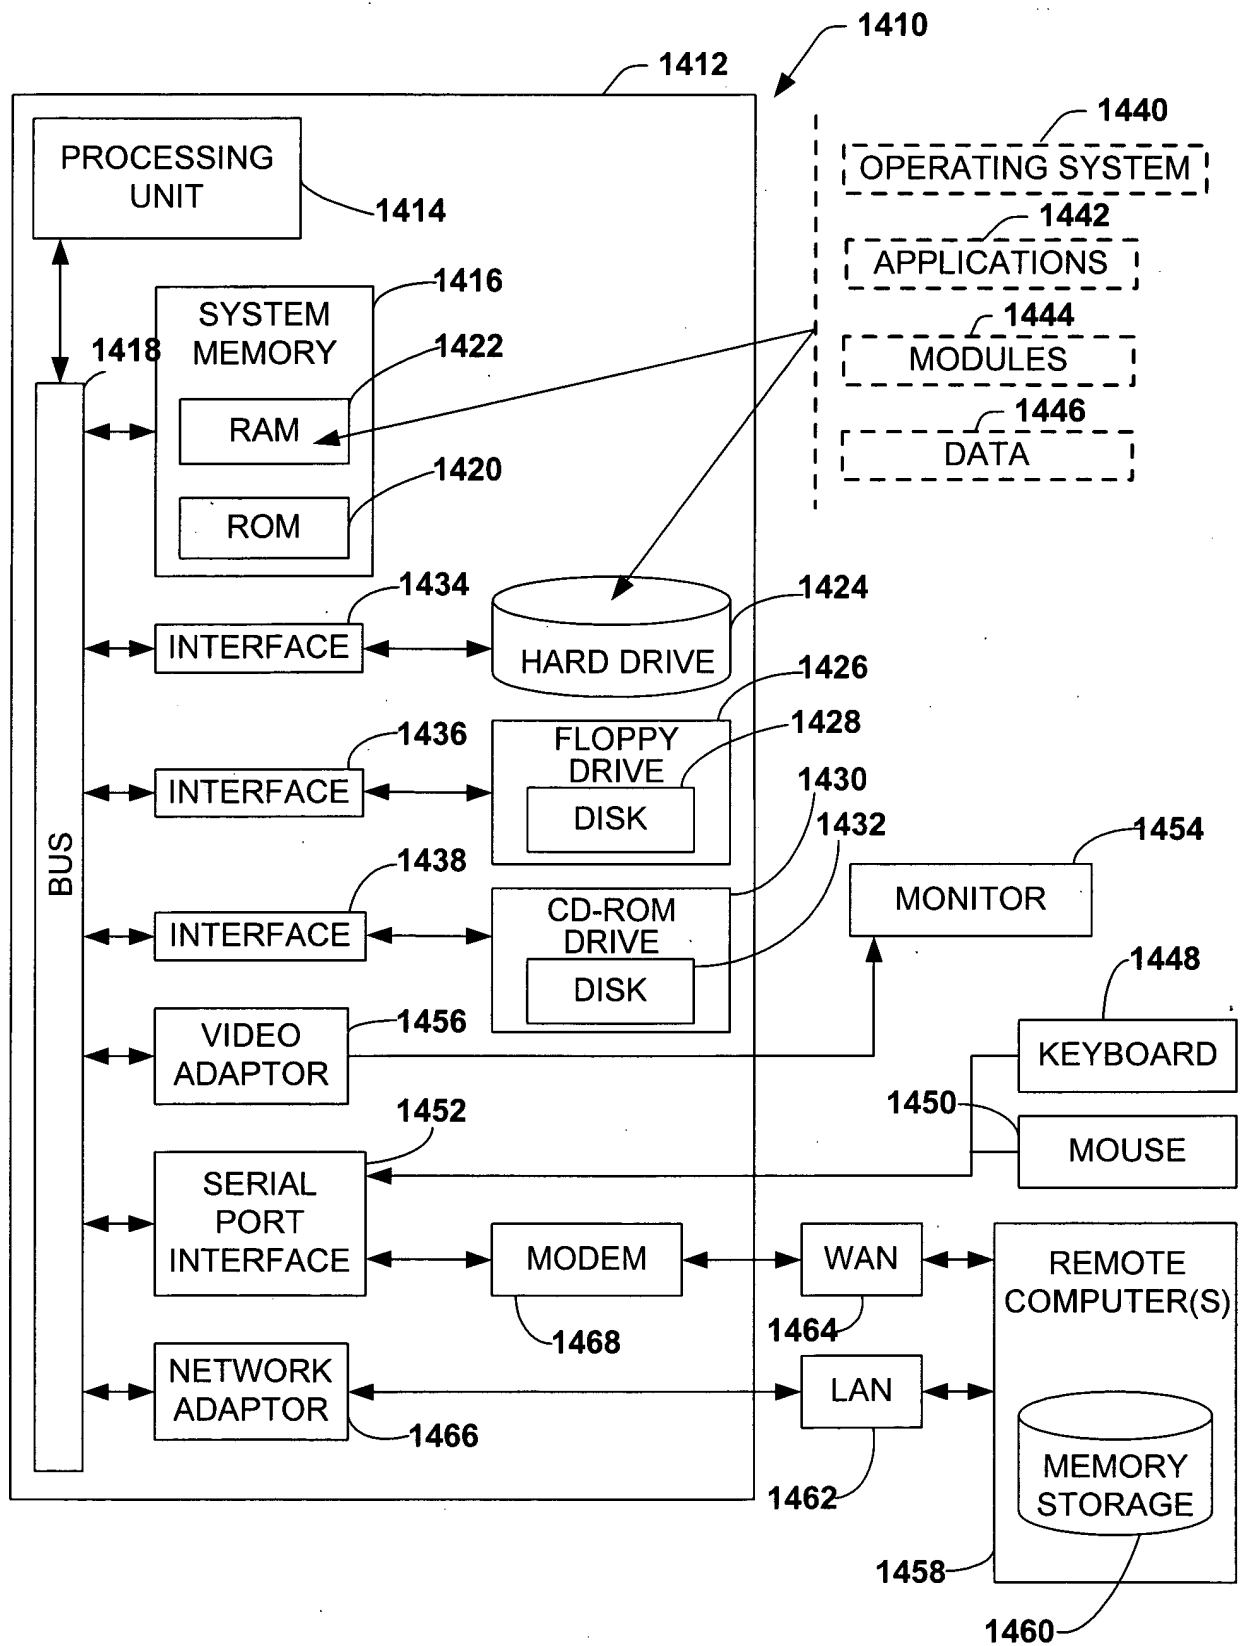 1410
1412
PROCESSING
UNIT
1414
1440
OPERATING SYSTEM
1442
APPLICATIONS
1444
MODULES
1446
DATA
1416
SYSTEM
MEMORY
1418
1422
RAM
1420
ROM
1434
INTERFACE
1424
HARD DRIVE
1426
1436
INTERFACE
FLOPPY
DRIVE
1428
DISK
1430
1438
INTERFACE
CD-ROM
DRIVE
1432
DISK
BUS
1454
MONITOR
1456
VIDEO
ADAPTOR
1448
KEYBOARD
1450
MOUSE
1452
SERIAL
PORT
INTERFACE
MODEM
1468
WAN
1464
REMOTE
COMPUTER(S)
NETWORK
ADAPTOR
1466
LAN
1462
MEMORY
STORAGE
1458
1460